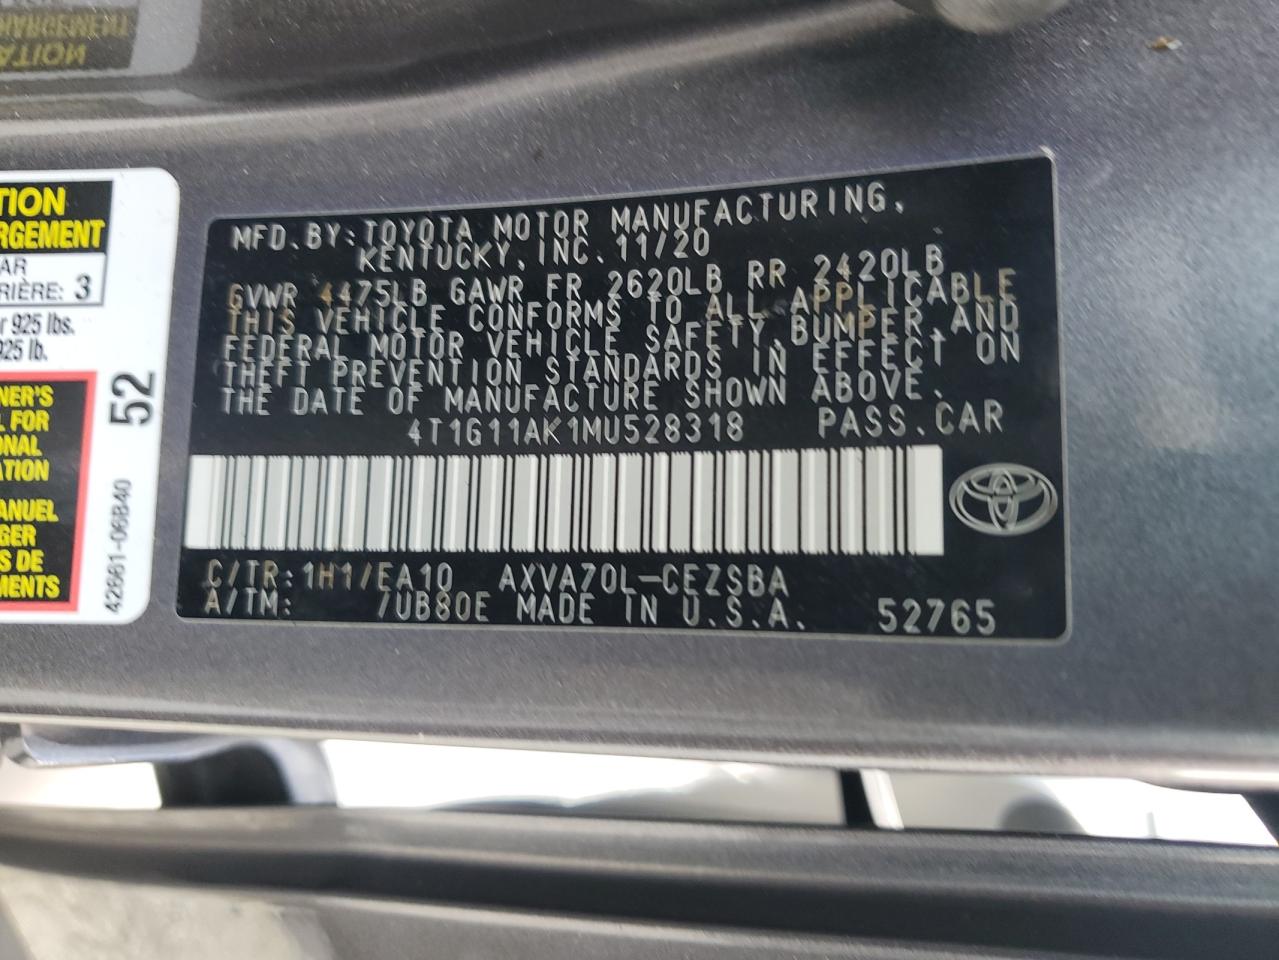 TION
RGEMENT
AR
RIÈRE: 3
925 lbs.
925 lb.
NER'S
L FOR
ONAL
ATION
ANUEL
GER
S DE
MENTS
52
42661-06B40
MFD.BY:TOYOTA MOTOR MANUFACTURING,
KENTUCKY,INC.11/20
GVWR 4475LB GAWR FR 2620LB RR 2420LB
THIS VEHICLE CONFORMS TO ALL APPLICABLE
FEDERAL MOTOR VEHICLE SAFETY,BUMPER,AND
THEFT PREVENTION STANDARDS IN EFFECT ON
THE DATE OF MANUFACTURE SHOWN ABOVE.
4T1G11AK1MU528318 PASS.CAR
C/TR:1H1/EA10 AXVA70L-CEZSBA
A/TM: /UB80E MADE IN U.S.A. 52765